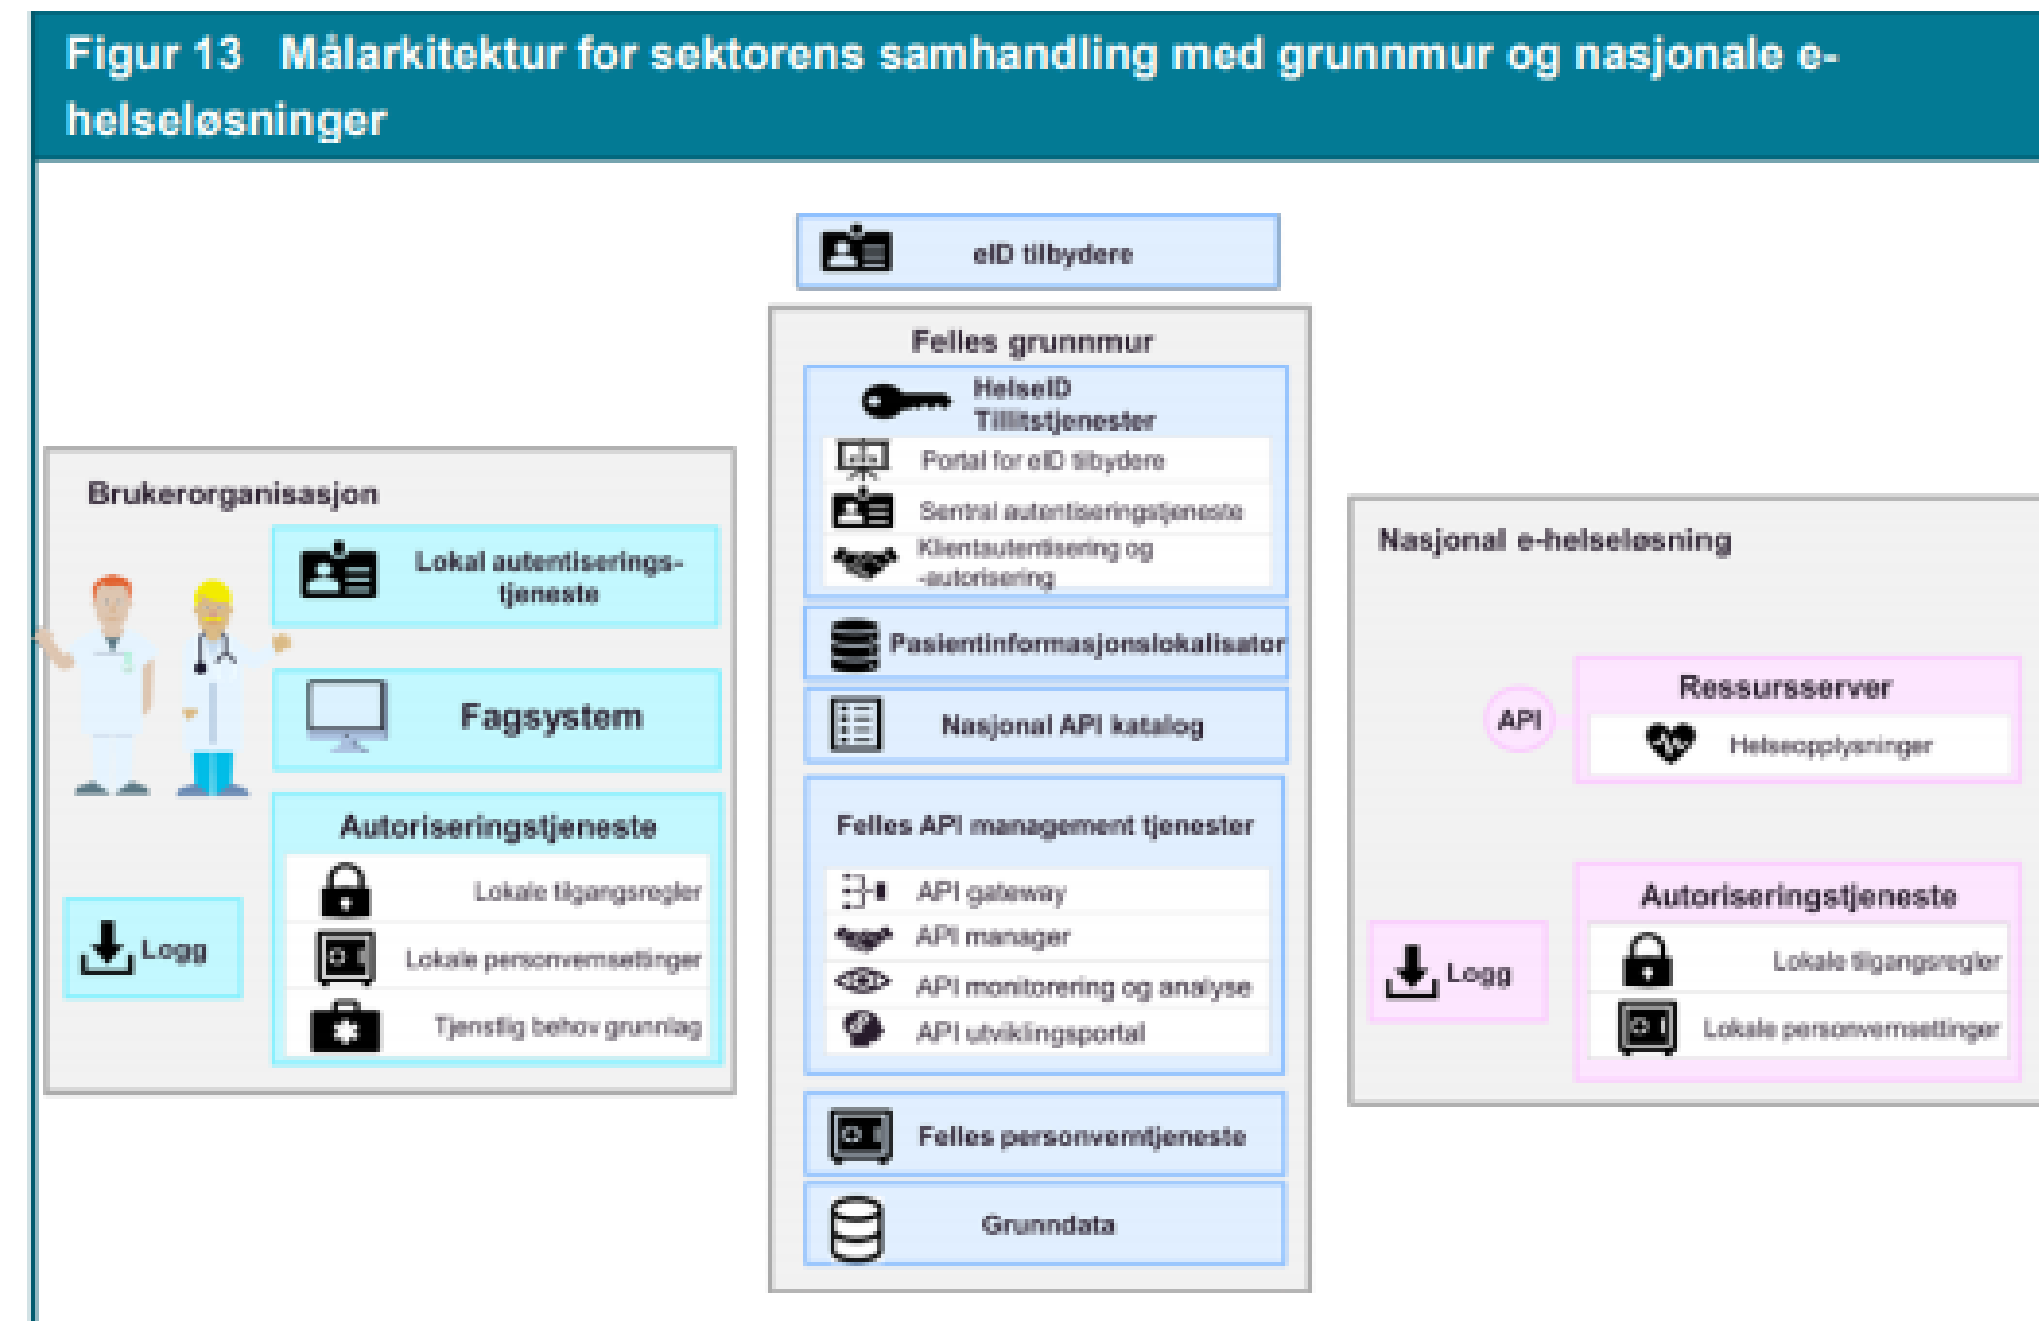 Figur 13 Målarkitektur for sektorens samhandling med grunnmur og nasjonale e-
helseløsninger
eID tilbydere
Felles grunnmur
HelseID
Tillitstjenester
Portal for eID tilbydere
Sentral autentiseringstjeneste
Klientautentisering og
-autorisering
Pasientinformasjonslokalisator
Nasjonal API katalog
Felles API management tjenester
API gateway
API manager
API monitorering og analyse
API utviklingsportal
Felles personverntjeneste
Grunndata
Brukerorganisasjon
Lokal autentiserings-
tjeneste
Fagsystem
Autoriseringstjeneste
Lokale tilgangsregler
Lokale personvernsettinger
Tjenstlig behov grunnlag
Logg
Nasjonal e-helseløsning
API
Ressursserver
Helseopplysninger
Autoriseringstjeneste
Lokale tilgangsregler
Lokale personvernsettinger
Logg